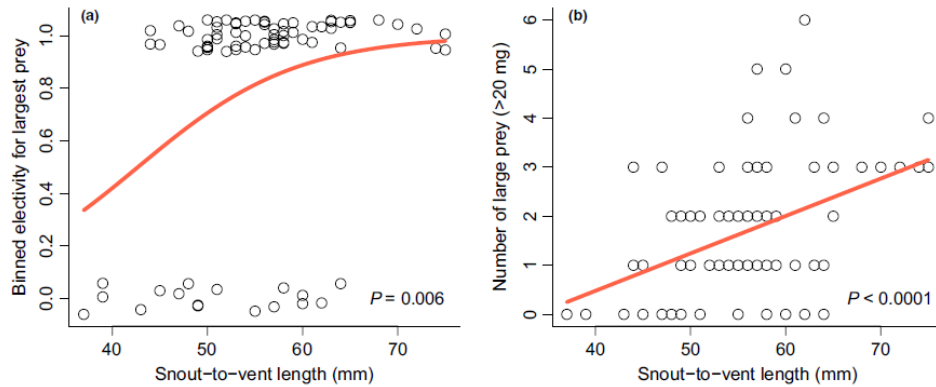 (a)
Binned electivity for largest prey
1.0
0.8
0.6
0.4
0.2
0.0
P = 0.006
40 50 60 70
Snout-to-vent length (mm)
(b)
Number of large prey (>20 mg)
6
5
4
3
2
1
0
P < 0.0001
40 50 60 70
Snout-to-vent length (mm)